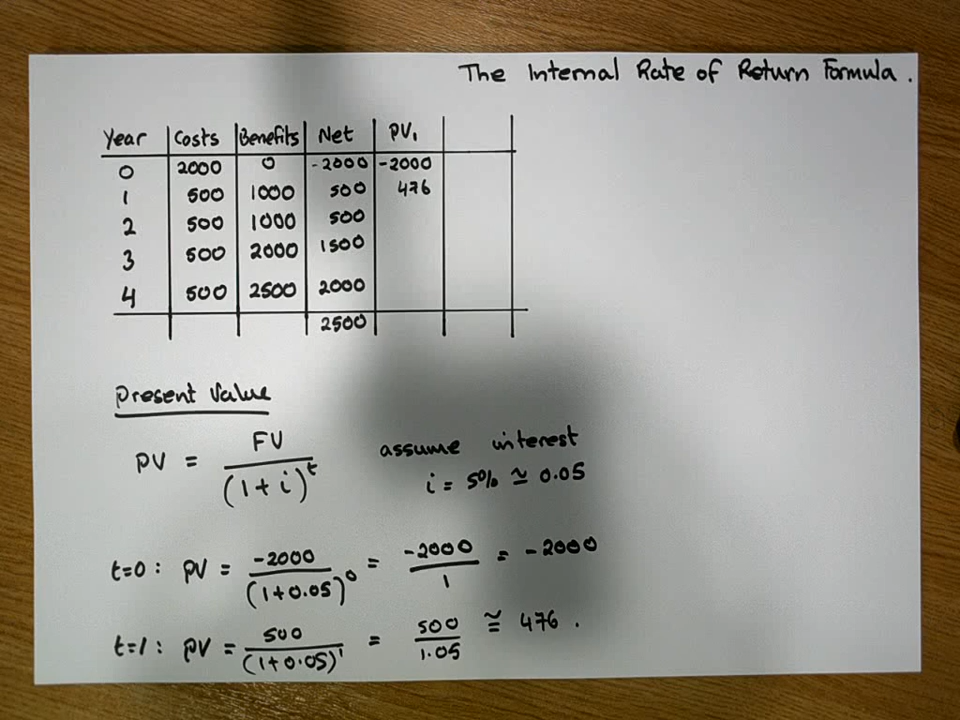 The Internal Rate of Return Formula.
Year Costs Benefits Net PV₁
0 2000 0 -2000 -2000
1 500 1000 500 476
2 500 1000 500
3 500 2000 1500
4 500 2500 2000
2500
Present Value
PV = FV / (1+i)^t assume interest
i = 5% ≃ 0.05
t=0: PV = -2000 / (1+0.05)^0 = -2000 / 1 = -2000
t=1: PV = 500 / (1+0.05)^1 = 500 / 1.05 ≅ 476.